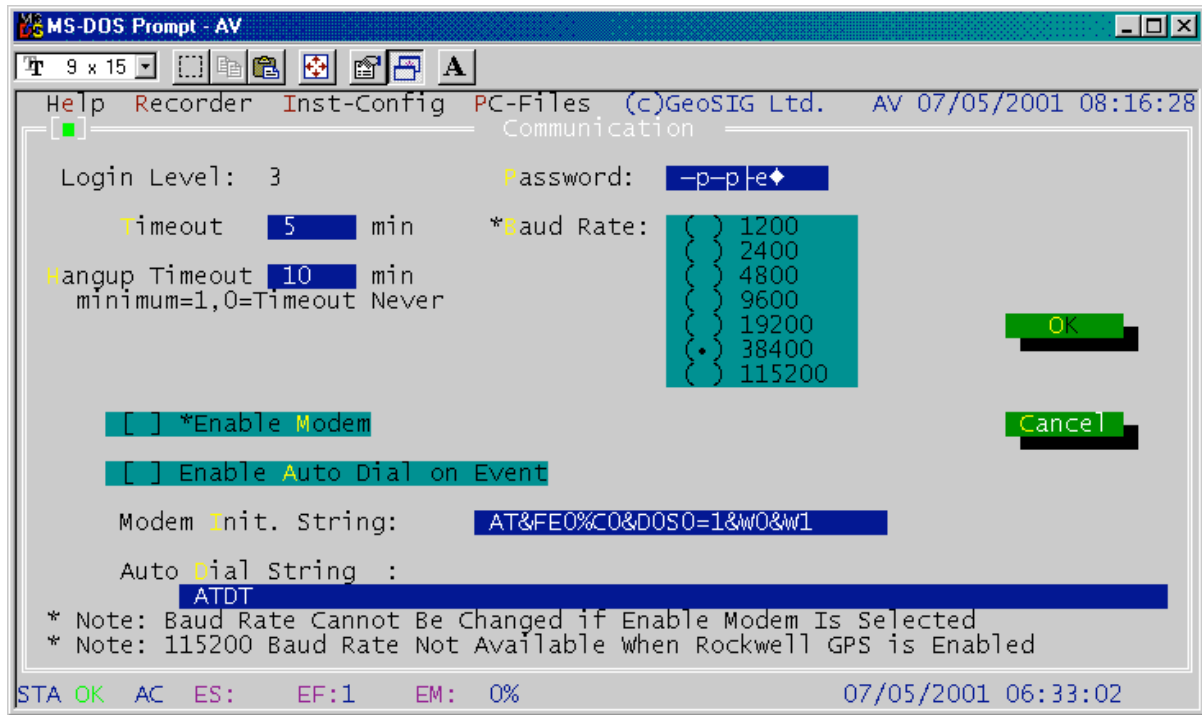 MS-DOS Prompt - AV
Tr 9 x 15 A
Help Recorder Inst-Config PC-Files (c)GeoSIG Ltd. AV 07/05/2001 08:16:28
Communication
Login Level: 3 Password: –p–p├e♦
Timeout 5 min *Baud Rate: ( ) 1200
( ) 2400
Hangup Timeout 10 min ( ) 4800
minimum=1,0=Timeout Never ( ) 9600
( ) 19200 OK
(•) 38400
( ) 115200
[ ] *Enable Modem Cancel
[ ] Enable Auto Dial on Event
Modem Init. String: AT&FE0%C0&D0S0=1&W0&W1
Auto Dial String :
ATDT
* Note: Baud Rate Cannot Be Changed if Enable Modem Is Selected
* Note: 115200 Baud Rate Not Available When Rockwell GPS is Enabled
STA OK AC ES: EF:1 EM: 0% 07/05/2001 06:33:02